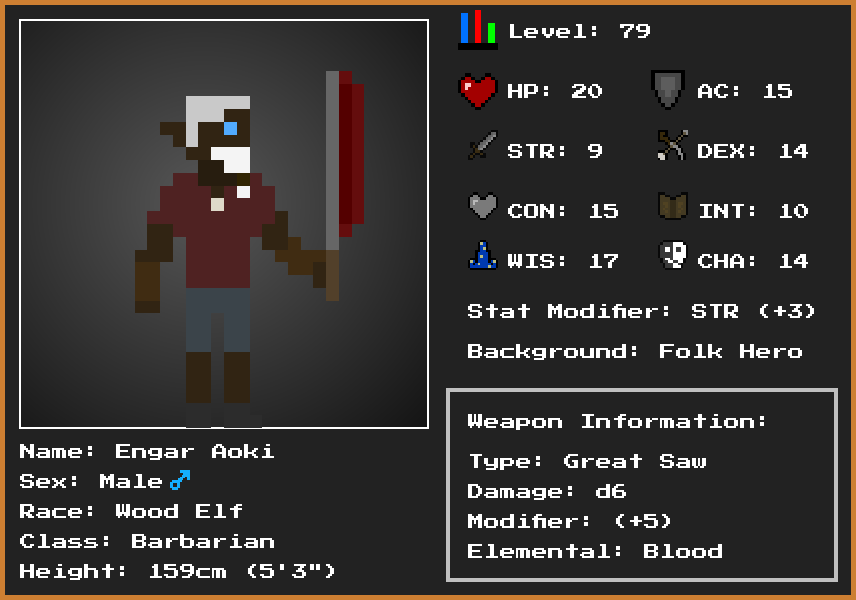 Level: 79
HP: 20
AC: 15
STR: 9
DEX: 14
CON: 15
INT: 10
WIS: 17
CHA: 14
Stat Modifier: STR (+3)
Background: Folk Hero
Weapon Information:
Type: Great Saw
Damage: d6
Modifier: (+5)
Elemental: Blood
Name: Engar Aoki
Sex: Male♂
Race: Wood Elf
Class: Barbarian
Height: 159cm (5'3")